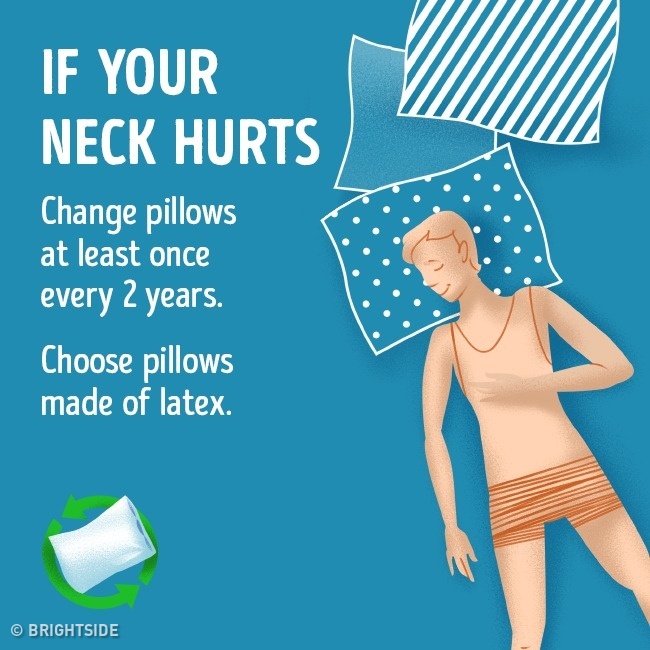 IF YOUR
NECK HURTS
Change pillows
at least once
every 2 years.
Choose pillows
made of latex.
© BRIGHTSIDE